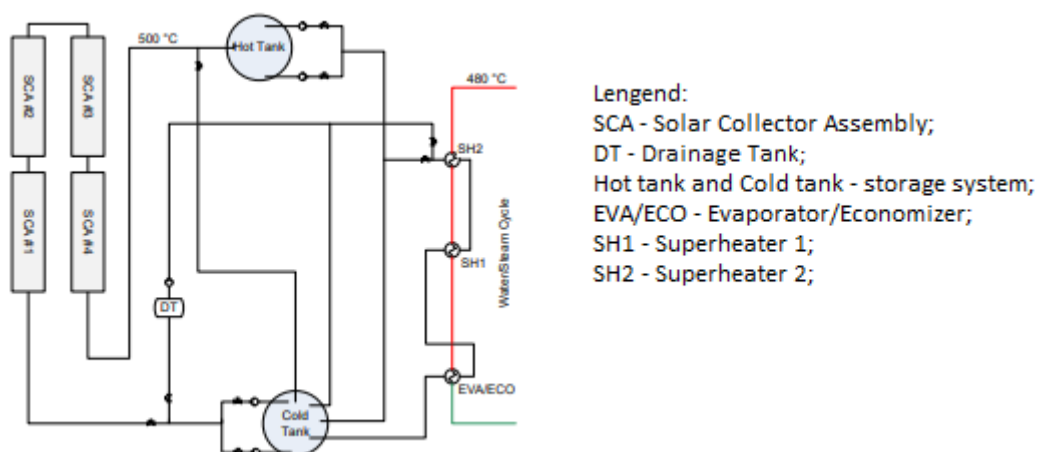 500 °C
Hot Tank
480 °C
SCA #2
SCA #3
SH2
SCA #1
SCA #4
SH1
Water/Steam Cycle
DT
EVA/ECO
Cold
Tank
Lengend:
SCA - Solar Collector Assembly;
DT - Drainage Tank;
Hot tank and Cold tank - storage system;
EVA/ECO - Evaporator/Economizer;
SH1 - Superheater 1;
SH2 - Superheater 2;